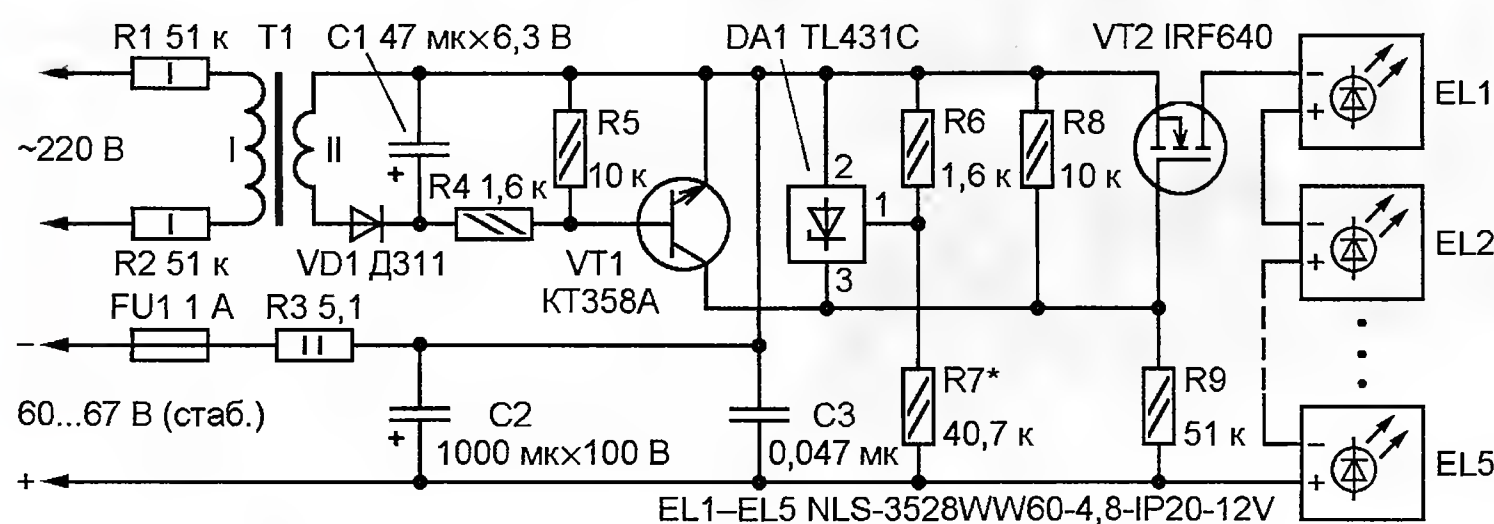 R1 51 к
T1
C1 47 мк×6,3 В
DA1 TL431C
VT2 IRF640
~220 В
I
II
R5
10 к
R4 1,6 к
R6
1,6 к
R8
10 к
2
1
3
EL1
EL2
R2 51 к
VD1 Д311
VT1
КТ358А
FU1 1 А
R3 5,1
60...67 В (стаб.)
C2
1000 мк×100 В
C3
0,047 мк
R7*
40,7 к
R9
51 к
EL5
EL1–EL5 NLS-3528WW60-4,8-IP20-12V